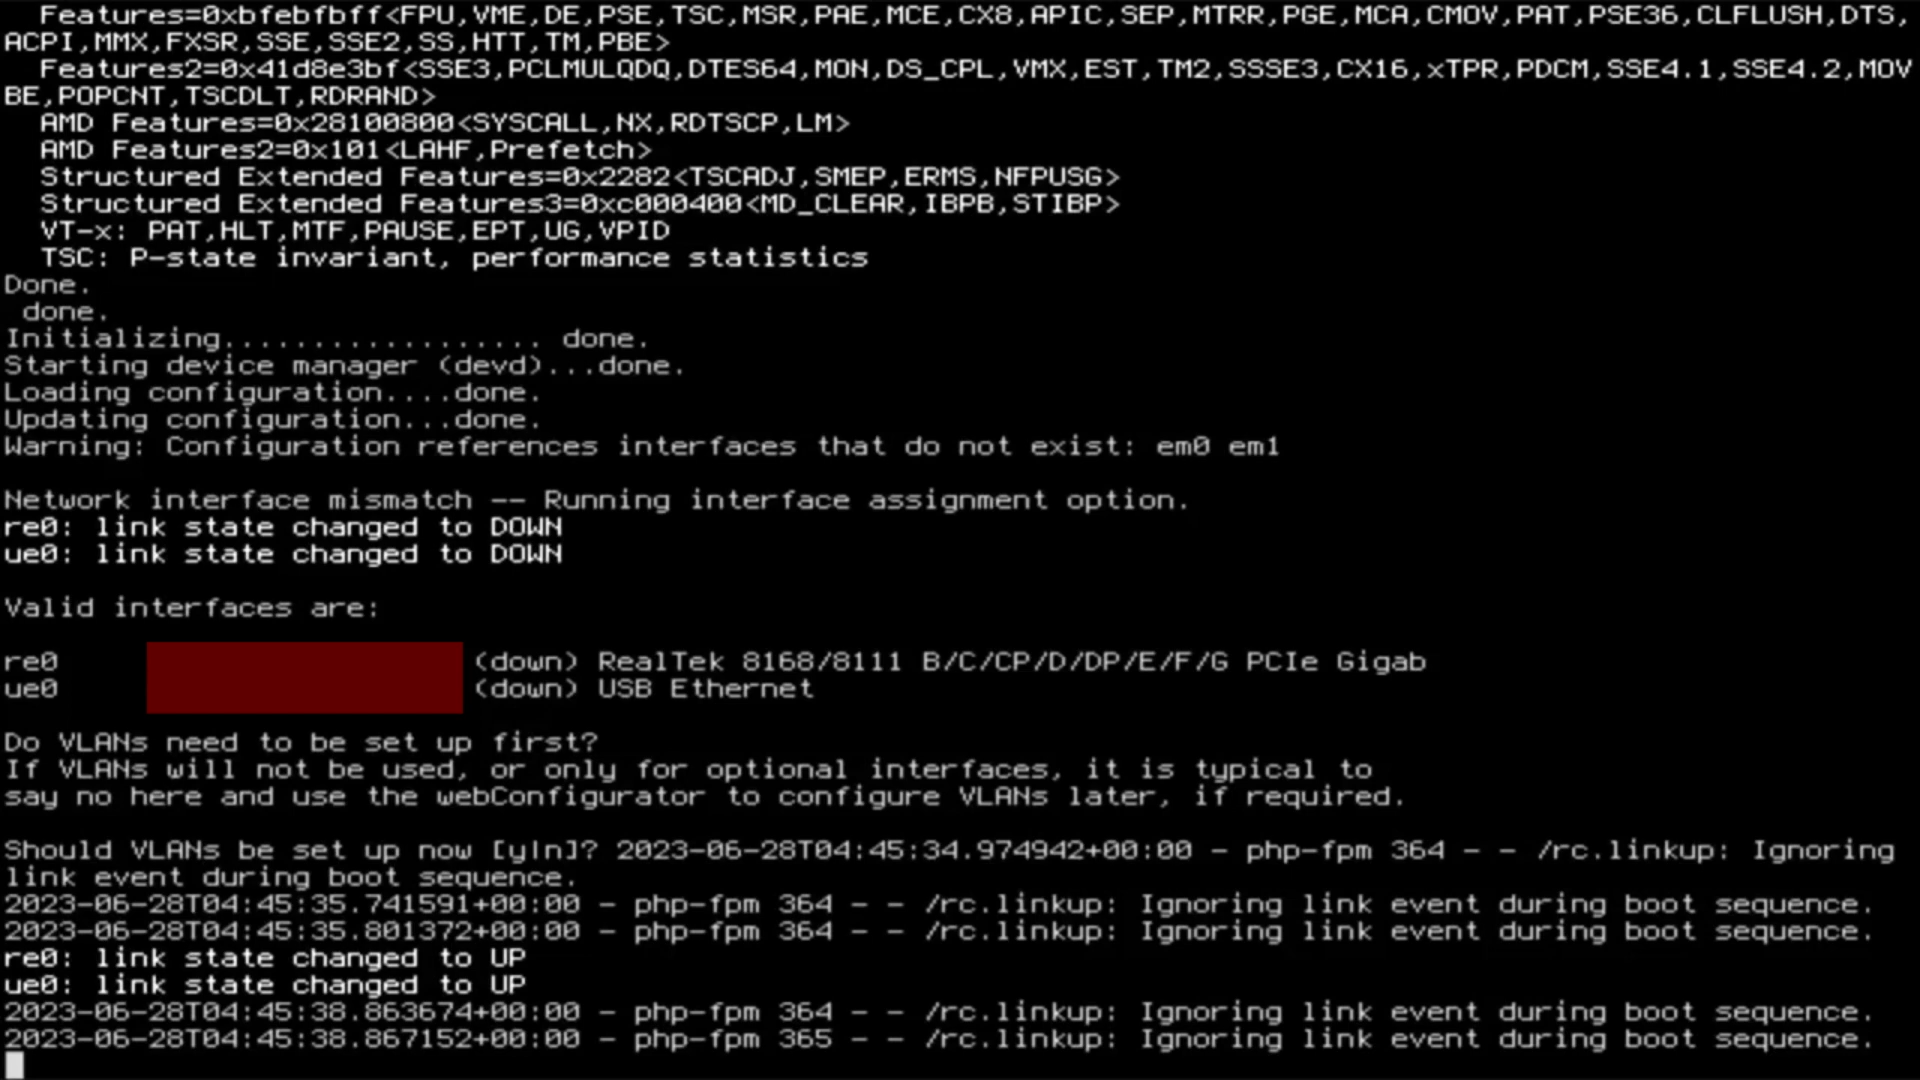 Features=0xbfebfbff<FPU,VME,DE,PSE,TSC,MSR,PAE,MCE,CX8,APIC,SEP,MTRR,PGE,MCA,CMOV,PAT,PSE36,CLFLUSH,DTS,
ACPI,MMX,FXSR,SSE,SSE2,SS,HTT,TM,PBE>
Features2=0x41d8e3bf<SSE3,PCLMULQDQ,DTES64,MON,DS_CPL,VMX,EST,TM2,SSSE3,CX16,xTPR,PDCM,SSE4.1,SSE4.2,MOV
BE,POPCNT,TSCDLT,RDRAND>
AMD Features=0x28100800<SYSCALL,NX,RDTSCP,LM>
AMD Features2=0x101<LAHF,Prefetch>
Structured Extended Features=0x2282<TSCADJ,SMEP,ERMS,NFPUSG>
Structured Extended Features3=0xc000400<MD_CLEAR,IBPB,STIBP>
VT-x: PAT,HLT,MTF,PAUSE,EPT,UG,VPID
TSC: P-state invariant, performance statistics
Done.
done.
Initializing.................. done.
Starting device manager (devd)...done.
Loading configuration....done.
Updating configuration...done.
Warning: Configuration references interfaces that do not exist: em0 em1
Network interface mismatch -- Running interface assignment option.
re0: link state changed to DOWN
ue0: link state changed to DOWN
Valid interfaces are:
re0 (down) RealTek 8168/8111 B/C/CP/D/DP/E/F/G PCIe Gigab
ue0 (down) USB Ethernet
Do VLANs need to be set up first?
If VLANs will not be used, or only for optional interfaces, it is typical to
say no here and use the webConfigurator to configure VLANs later, if required.
Should VLANs be set up now [y|n]? 2023-06-28T04:45:34.974942+00:00 - php-fpm 364 - - /rc.linkup: Ignoring
link event during boot sequence.
2023-06-28T04:45:35.741591+00:00 - php-fpm 364 - - /rc.linkup: Ignoring link event during boot sequence.
2023-06-28T04:45:35.801372+00:00 - php-fpm 364 - - /rc.linkup: Ignoring link event during boot sequence.
re0: link state changed to UP
ue0: link state changed to UP
2023-06-28T04:45:38.863674+00:00 - php-fpm 364 - - /rc.linkup: Ignoring link event during boot sequence.
2023-06-28T04:45:38.867152+00:00 - php-fpm 365 - - /rc.linkup: Ignoring link event during boot sequence.